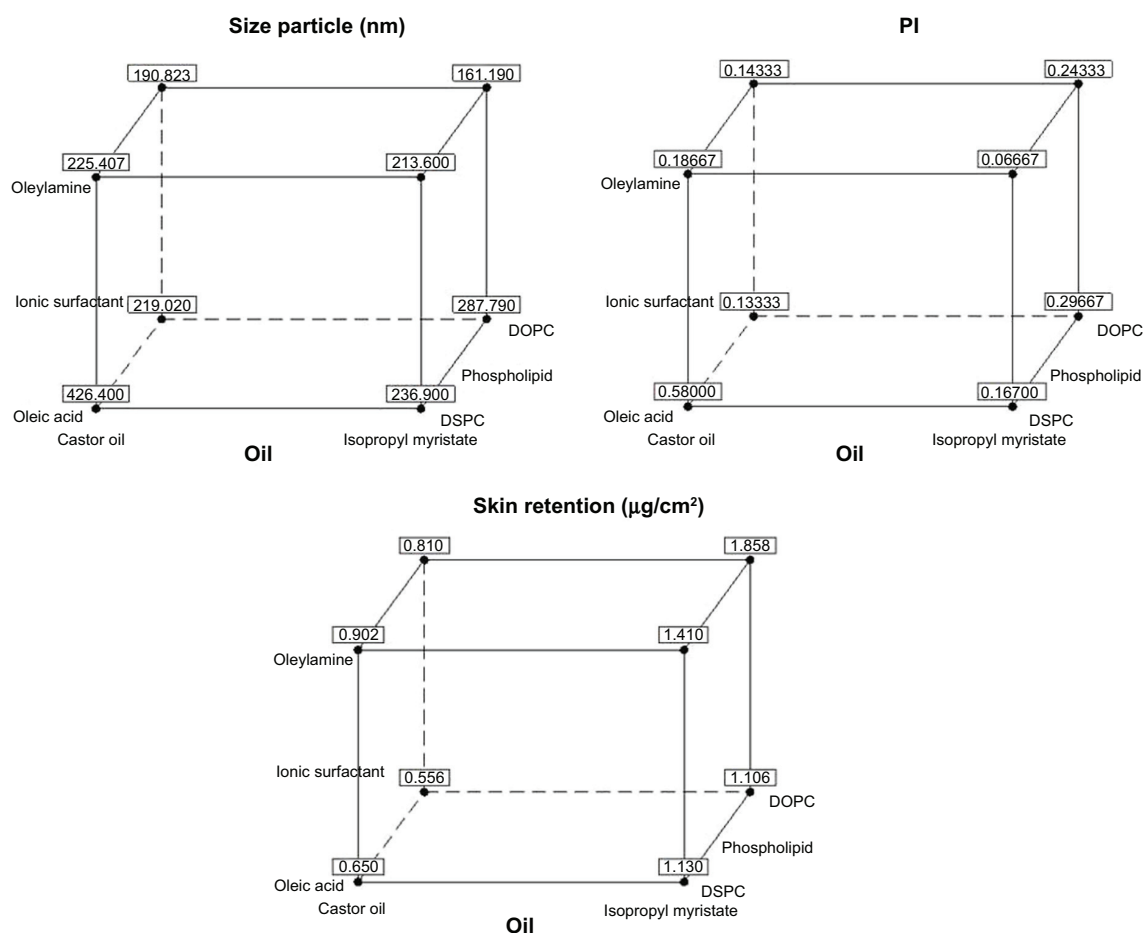 Size particle (nm)
190.823
161.190
225.407
213.600
Oleylamine
Ionic surfactant
219.020
287.790
DOPC
Phospholipid
426.400
236.900
Oleic acid
DSPC
Castor oil
Isopropyl myristate
Oil
PI
0.14333
0.24333
0.18667
0.06667
Oleylamine
Ionic surfactant
0.13333
0.29667
DOPC
Phospholipid
0.58000
0.16700
Oleic acid
DSPC
Castor oil
Isopropyl myristate
Oil
Skin retention (μg/cm²)
0.810
1.858
0.902
1.410
Oleylamine
Ionic surfactant
0.556
1.106
DOPC
Phospholipid
0.650
1.130
Oleic acid
DSPC
Castor oil
Isopropyl myristate
Oil